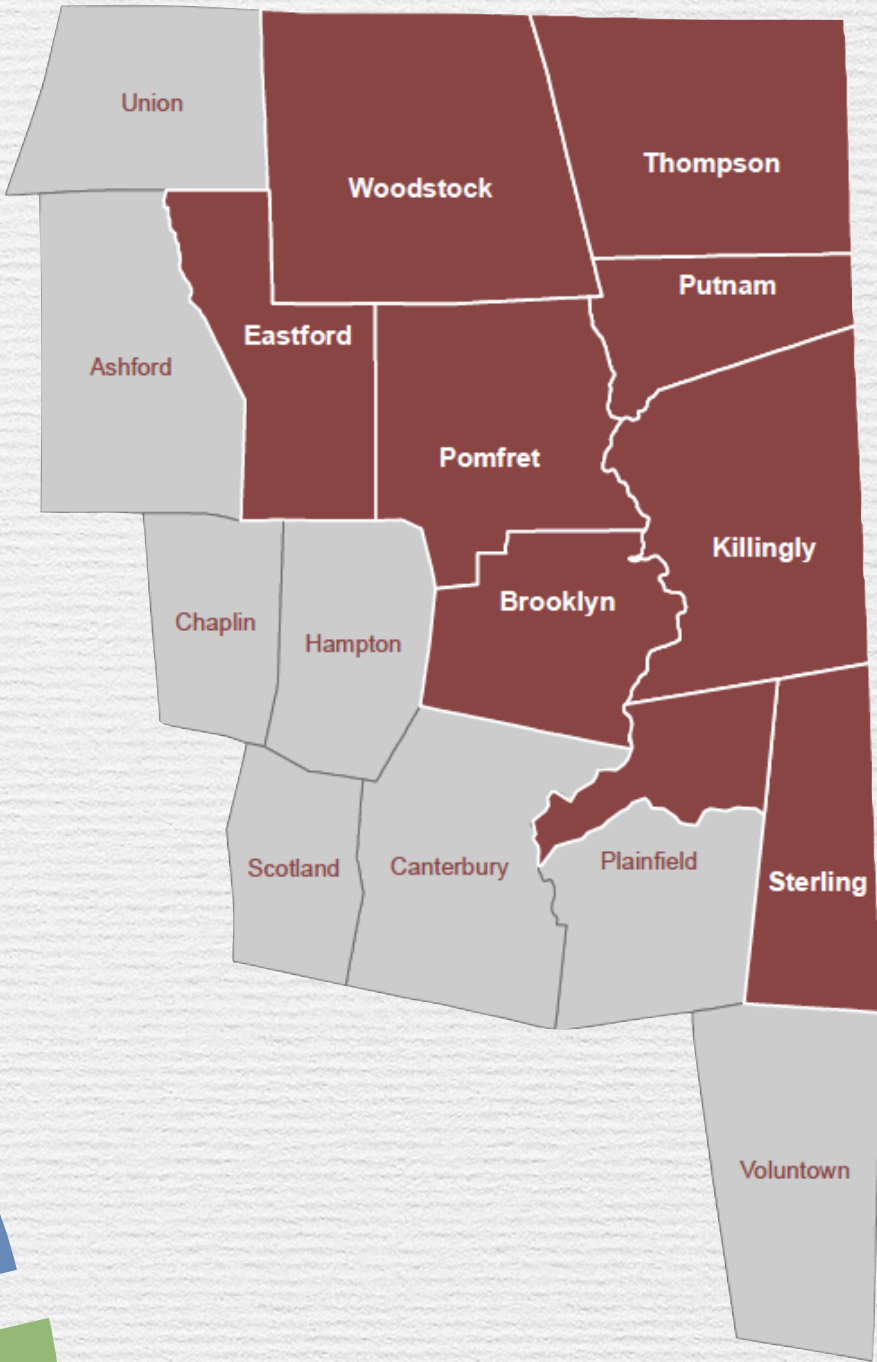 Union
Thompson
Woodstock
Putnam
Eastford
Ashford
Pomfret
Killingly
Brooklyn
Chaplin
Hampton
Plainfield
Canterbury
Scotland
Sterling
Voluntown